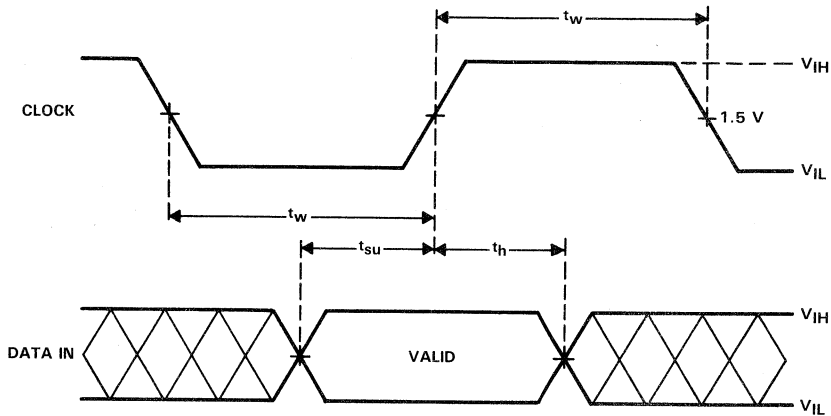 tw
VIH
CLOCK
1.5 V
VIL
tw
tsu
th
VIH
DATA IN
VALID
VIL